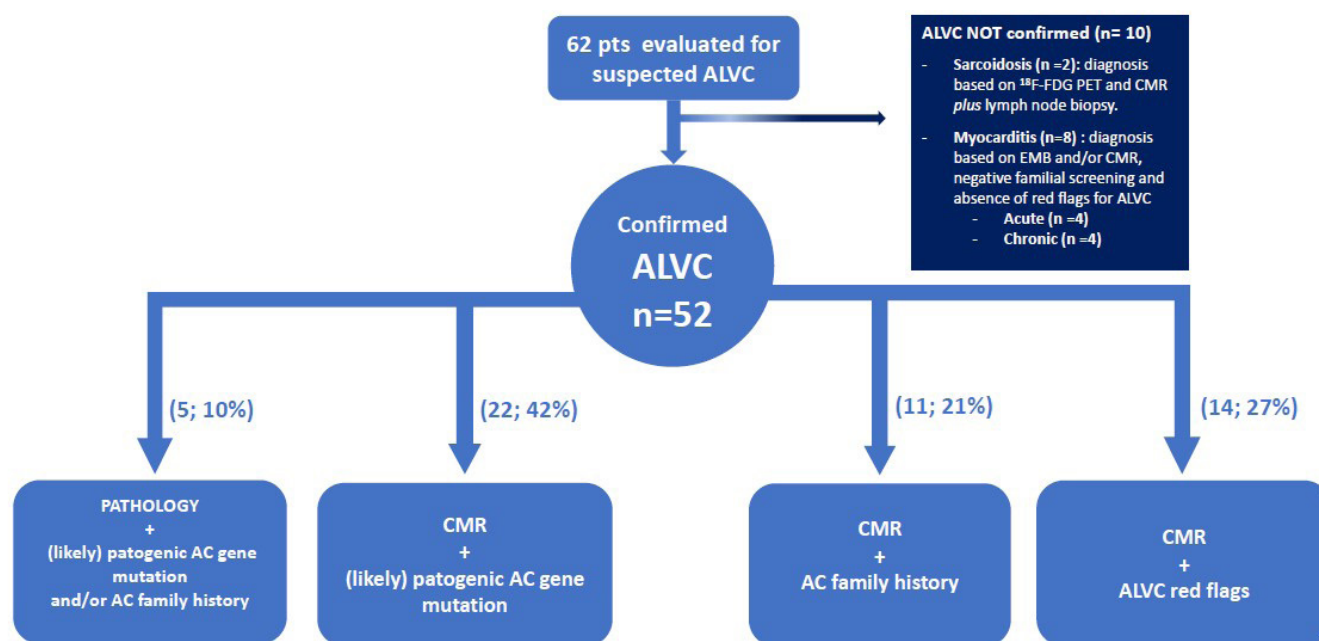 62 pts evaluated for
suspected ALVC
ALVC NOT confirmed (n= 10)
- Sarcoidosis (n =2): diagnosis
based on ¹⁸F-FDG PET and CMR
plus lymph node biopsy.
- Myocarditis (n=8) : diagnosis
based on EMB and/or CMR,
negative familial screening and
absence of red flags for ALVC
- Acute (n =4)
- Chronic (n =4)
Confirmed
ALVC
n=52
(5; 10%)
(22; 42%)
(11; 21%)
(14; 27%)
PATHOLOGY
+
(likely) patogenic AC gene
mutation
and/or AC family history
CMR
+
(likely) patogenic AC gene
mutation
CMR
+
AC family history
CMR
+
ALVC red flags